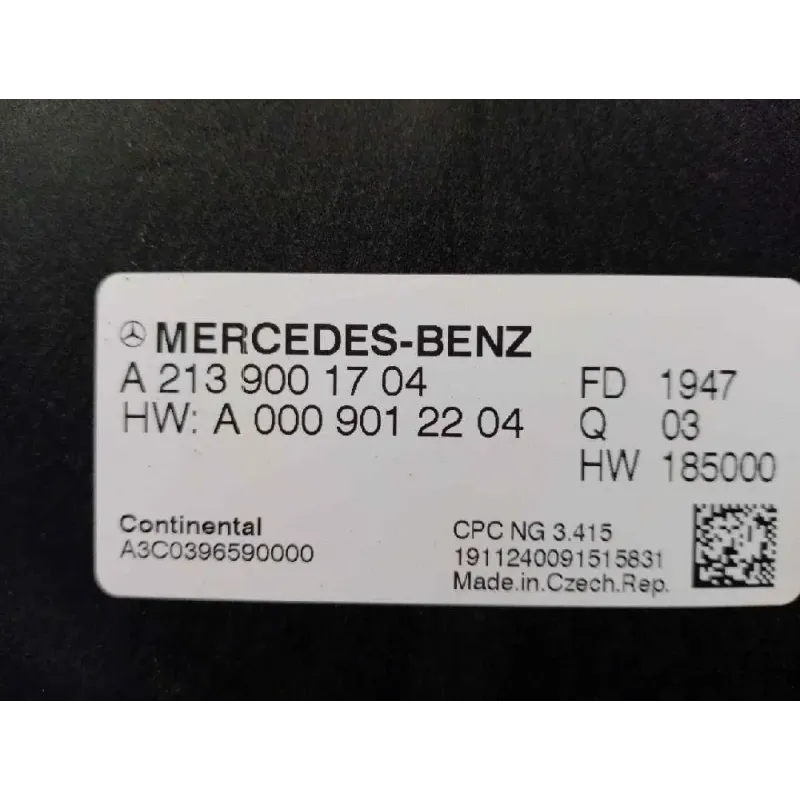 MERCEDES-BENZ
A 213 900 17 04
HW: A 000 901 22 04
FD 1947
Q 03
HW 185000
Continental
A3C0396590000
CPC NG 3.415
1911240091515831
Made.in.Czech.Rep.